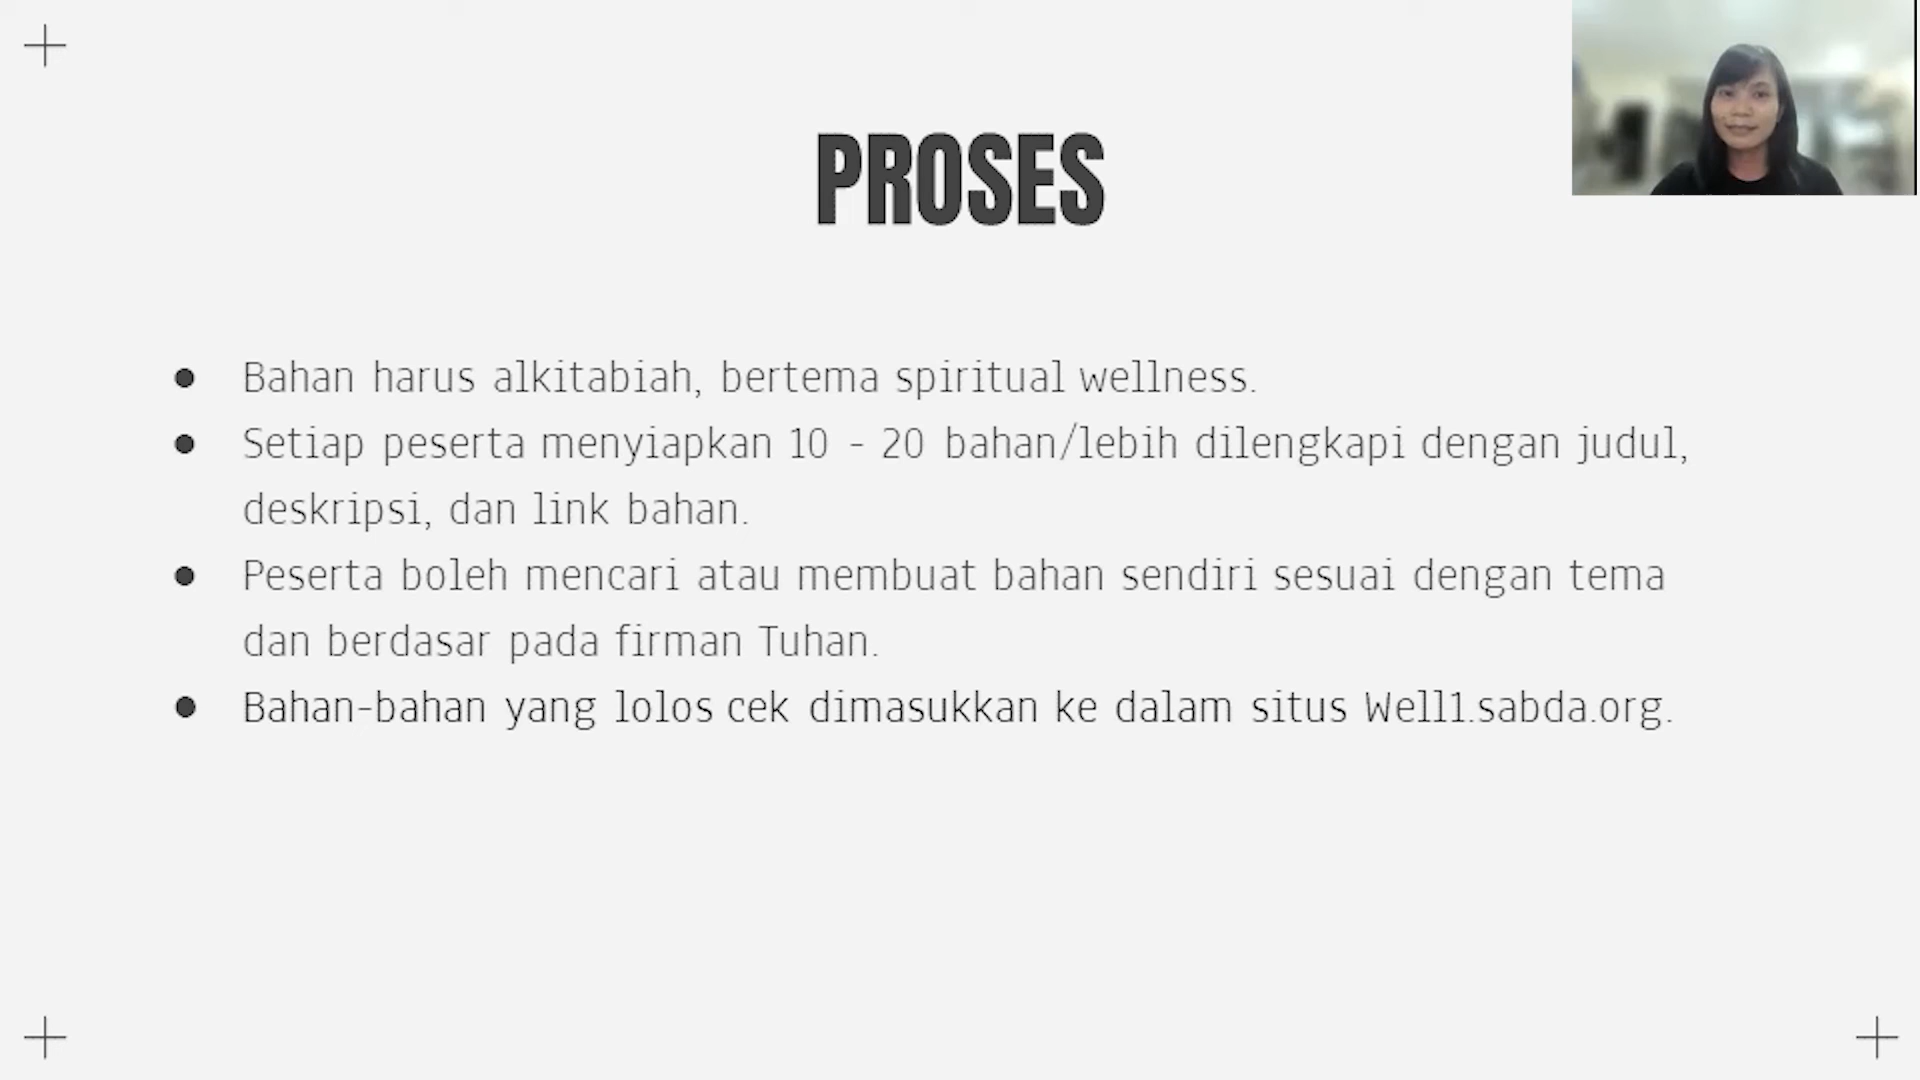 PROSES
● Bahan harus alkitabiah, bertema spiritual wellness.
● Setiap peserta menyiapkan 10 - 20 bahan/lebih dilengkapi dengan judul,
deskripsi, dan link bahan.
● Peserta boleh mencari atau membuat bahan sendiri sesuai dengan tema
dan berdasar pada firman Tuhan.
● Bahan-bahan yang lolos cek dimasukkan ke dalam situs Well1.sabda.org.